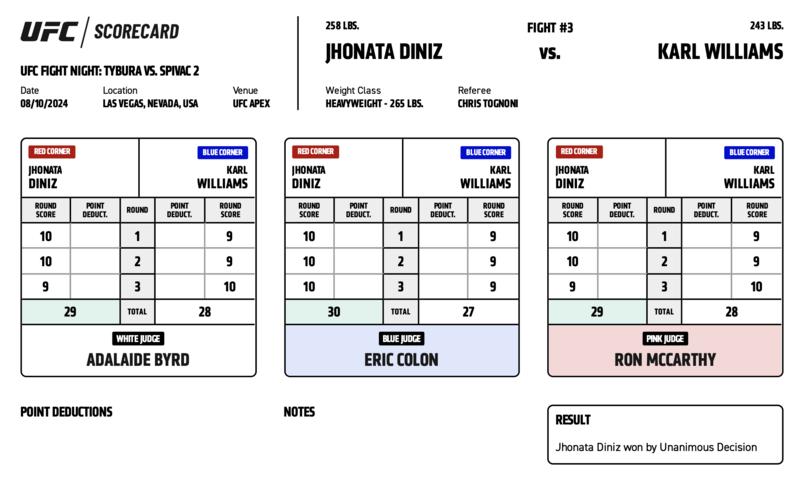 UFC SCORECARD
UFC FIGHT NIGHT: TYBURA VS. SPIVAC 2
Date Location Venue
08/10/2024 LAS VEGAS, NEVADA, USA UFC APEX
258 LBS. FIGHT #3 243 LBS.
JHONATA DINIZ VS. KARL WILLIAMS
Weight Class Referee
HEAVYWEIGHT - 265 LBS. CHRIS TOGNONI
RED CORNER BLUE CORNER
JHONATA KARL
DINIZ WILLIAMS
ROUND POINT ROUND POINT ROUND
SCORE DEDUCT. DEDUCT. SCORE
10 1 9
10 2 9
9 3 10
29 TOTAL 28
WHITE JUDGE
ADALAIDE BYRD
RED CORNER BLUE CORNER
JHONATA KARL
DINIZ WILLIAMS
ROUND POINT ROUND POINT ROUND
SCORE DEDUCT. DEDUCT. SCORE
10 1 9
10 2 9
10 3 9
30 TOTAL 27
BLUE JUDGE
ERIC COLON
RED CORNER BLUE CORNER
JHONATA KARL
DINIZ WILLIAMS
ROUND POINT ROUND POINT ROUND
SCORE DEDUCT. DEDUCT. SCORE
10 1 9
10 2 9
9 3 10
29 TOTAL 28
PINK JUDGE
RON MCCARTHY
POINT DEDUCTIONS
NOTES
RESULT
Jhonata Diniz won by Unanimous Decision